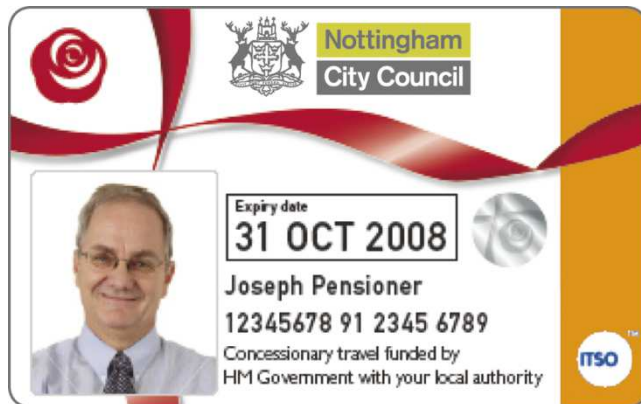 Nottingham
City Council
Expiry date
31 OCT 2008
Joseph Pensioner
12345678 91 2345 6789
Concessionary travel funded by
HM Government with your local authority
ITSO
TM